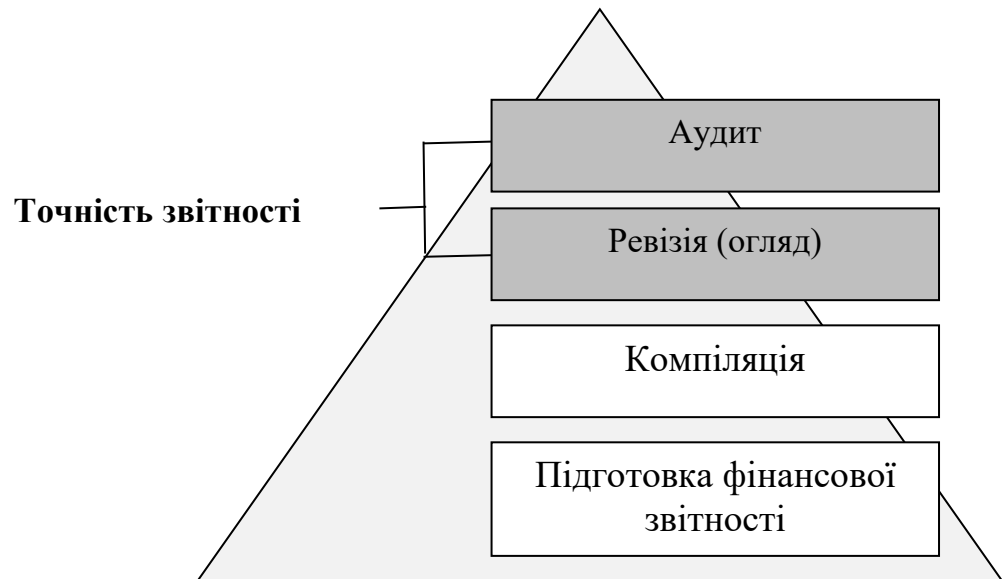 Аудит
Точність звітності
Ревізія (огляд)
Компіляція
Підготовка фінансової
звітності